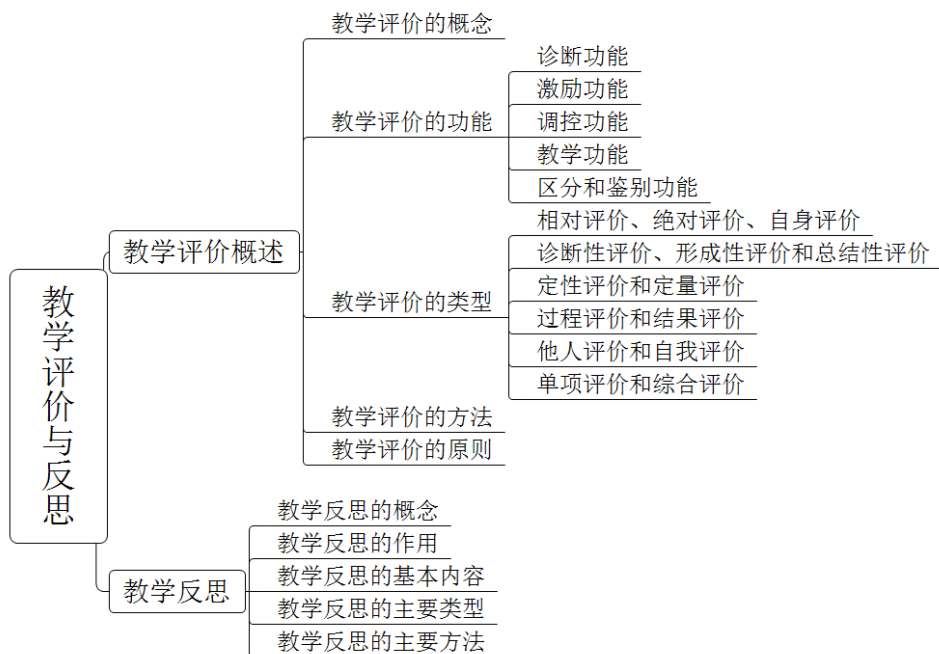 教学评价与反思
教学评价概述
教学评价的概念
教学评价的功能
诊断功能
激励功能
调控功能
教学功能
区分和鉴别功能
教学评价的类型
相对评价、绝对评价、自身评价
诊断性评价、形成性评价和总结性评价
定性评价和定量评价
过程评价和结果评价
他人评价和自我评价
单项评价和综合评价
教学评价的方法
教学评价的原则
教学反思
教学反思的概念
教学反思的作用
教学反思的基本内容
教学反思的主要类型
教学反思的主要方法